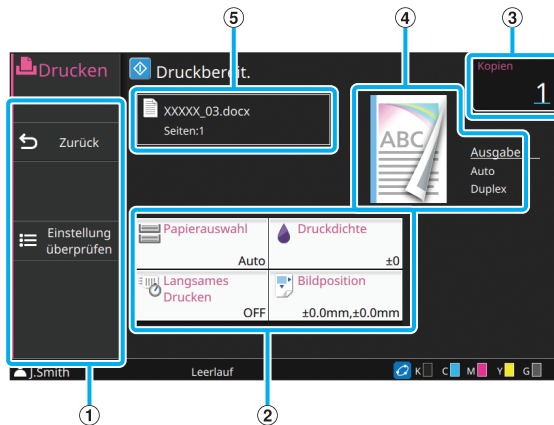 5
4
3
Drucken
Druckbereit.
Kopien
1
XXXXX_03.docx
Seiten:1
ABC
Ausgabe
Auto
Duplex
Zurück
Einstellung
überprüfen
Papierauswahl
Auto
Druckdichte
±0
Langsames
Drucken
OFF
Bildposition
±0.0mm,±0.0mm
J.Smith
Leerlauf
K C M Y G
1
2